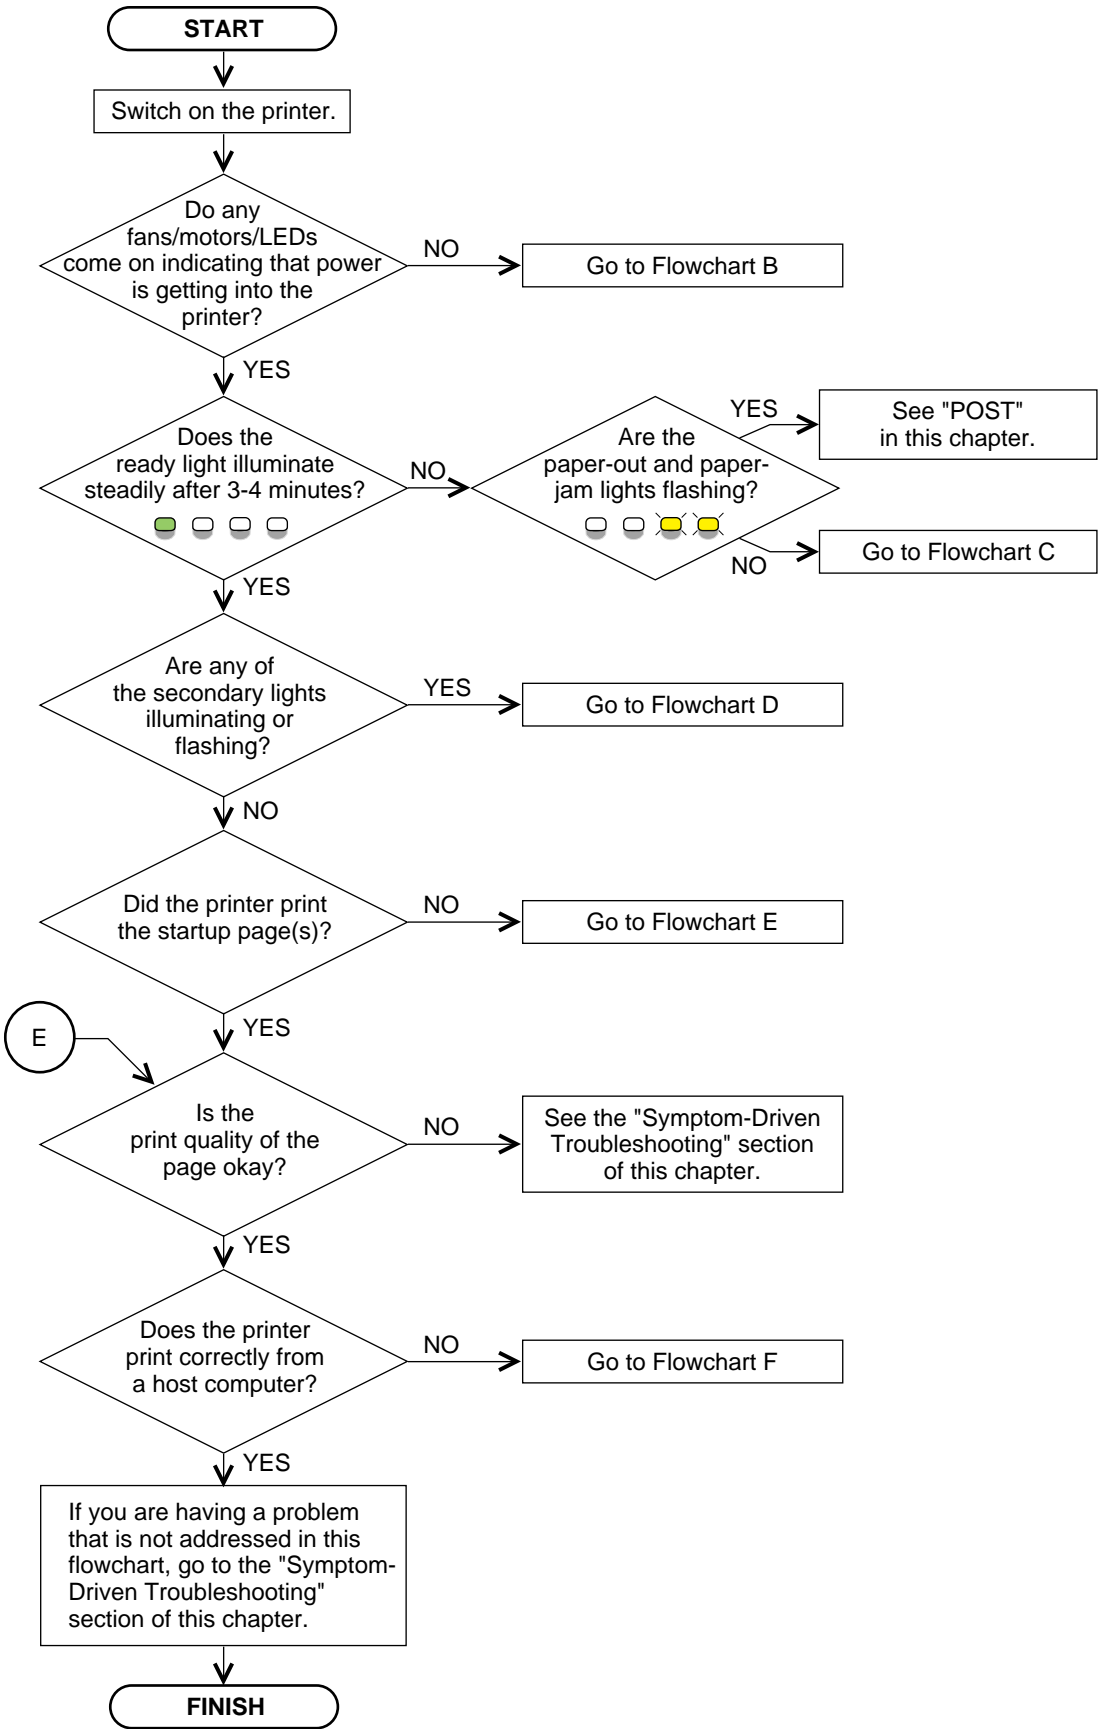 START
Switch on the printer.
Do any
fans/motors/LEDs
come on indicating that power
is getting into the
printer?
NO
Go to Flowchart B
YES
Does the
ready light illuminate
steadily after 3-4 minutes?
NO
Are the
paper-out and paper-
jam lights flashing?
YES
See "POST"
in this chapter.
NO
Go to Flowchart C
YES
Are any of
the secondary lights
illuminating or
flashing?
YES
Go to Flowchart D
NO
Did the printer print
the startup page(s)?
NO
Go to Flowchart E
YES
E
Is the
print quality of the
page okay?
NO
See the "Symptom-Driven
Troubleshooting" section
of this chapter.
YES
Does the printer
print correctly from
a host computer?
NO
Go to Flowchart F
YES
If you are having a problem
that is not addressed in this
flowchart, go to the "Symptom-
Driven Troubleshooting"
section of this chapter.
FINISH